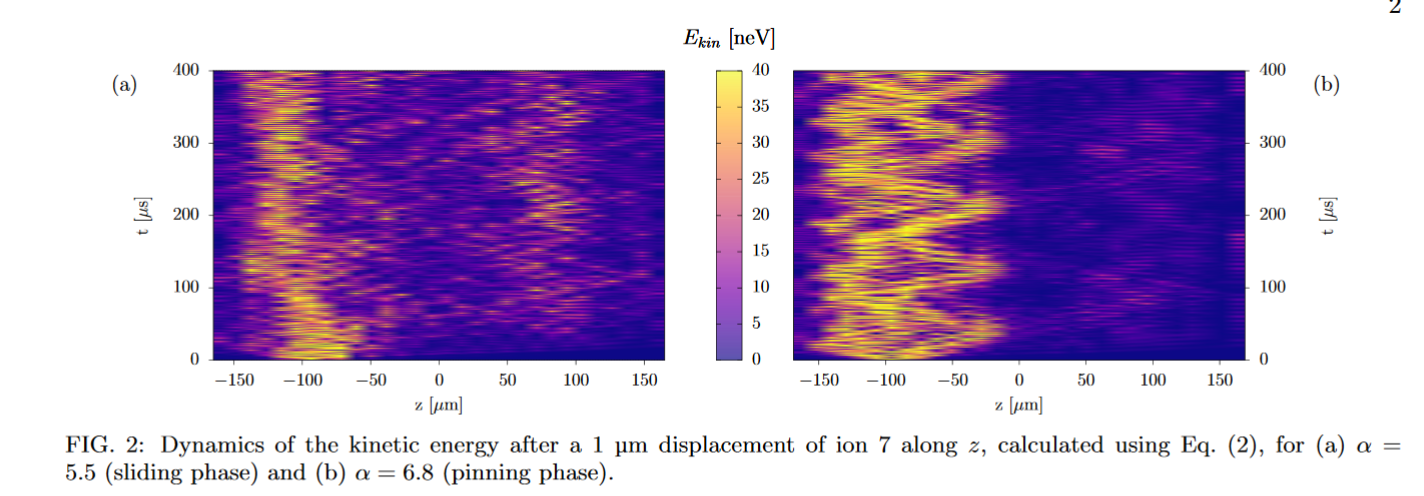 2
E_kin [neV]
(a)
400
300
200
100
0
t [μs]
−150 −100 −50 0 50 100 150
z [μm]
40
35
30
25
20
15
10
5
0
400
300
200
100
0
t [μs]
(b)
−150 −100 −50 0 50 100 150
z [μm]
FIG. 2: Dynamics of the kinetic energy after a 1 µm displacement of ion 7 along z, calculated using Eq. (2), for (a) α =
5.5 (sliding phase) and (b) α = 6.8 (pinning phase).